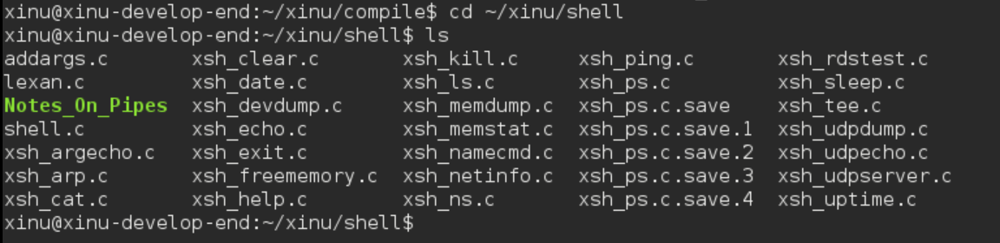 xinu@xinu-develop-end:~/xinu/compile$ cd ~/xinu/shell
xinu@xinu-develop-end:~/xinu/shell$ ls
addargs.c xsh_clear.c xsh_kill.c xsh_ping.c xsh_rdstest.c
lexan.c xsh_date.c xsh_ls.c xsh_ps.c xsh_sleep.c
Notes_On_Pipes xsh_devdump.c xsh_memdump.c xsh_ps.c.save xsh_tee.c
shell.c xsh_echo.c xsh_memstat.c xsh_ps.c.save.1 xsh_udpdump.c
xsh_argecho.c xsh_exit.c xsh_namecmd.c xsh_ps.c.save.2 xsh_udpecho.c
xsh_arp.c xsh_freememory.c xsh_netinfo.c xsh_ps.c.save.3 xsh_udpserver.c
xsh_cat.c xsh_help.c xsh_ns.c xsh_ps.c.save.4 xsh_uptime.c
xinu@xinu-develop-end:~/xinu/shell$